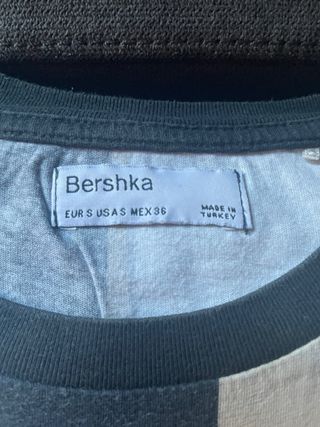 Bershka
EUR S USA S MEX 36
MADE IN
TURKEY